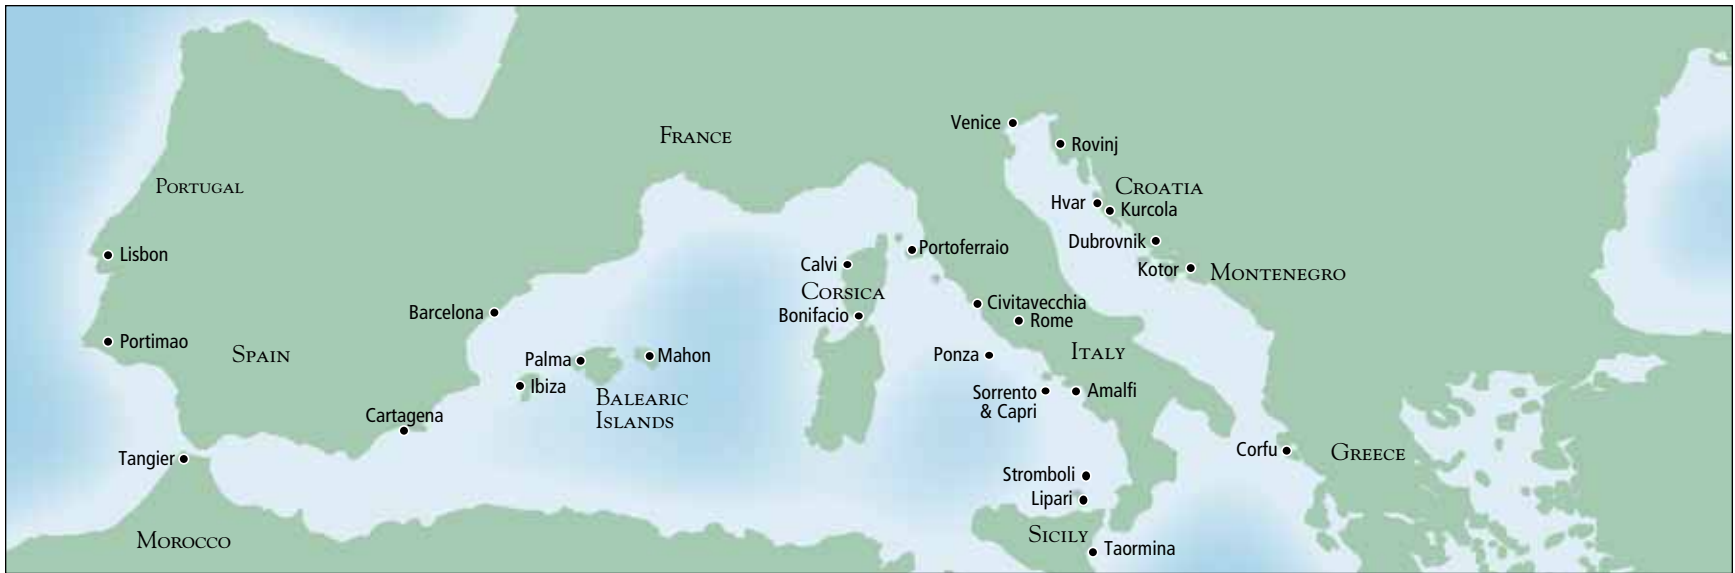 Venice
Rovinj
France
Portugal
Croatia
Hvar
Kurcola
Dubrovnik
Lisbon
Portoferraio
Calvi
Kotor
Montenegro
Corsica
Civitavecchia
Barcelona
Bonifacio
Rome
Portimao
Spain
Palma
Mahon
Ponza
Italy
Ibiza
Balearic
Islands
Sorrento
& Capri
Amalfi
Cartagena
Tangier
Corfu
Greece
Stromboli
Lipari
Morocco
Sicily
Taormina